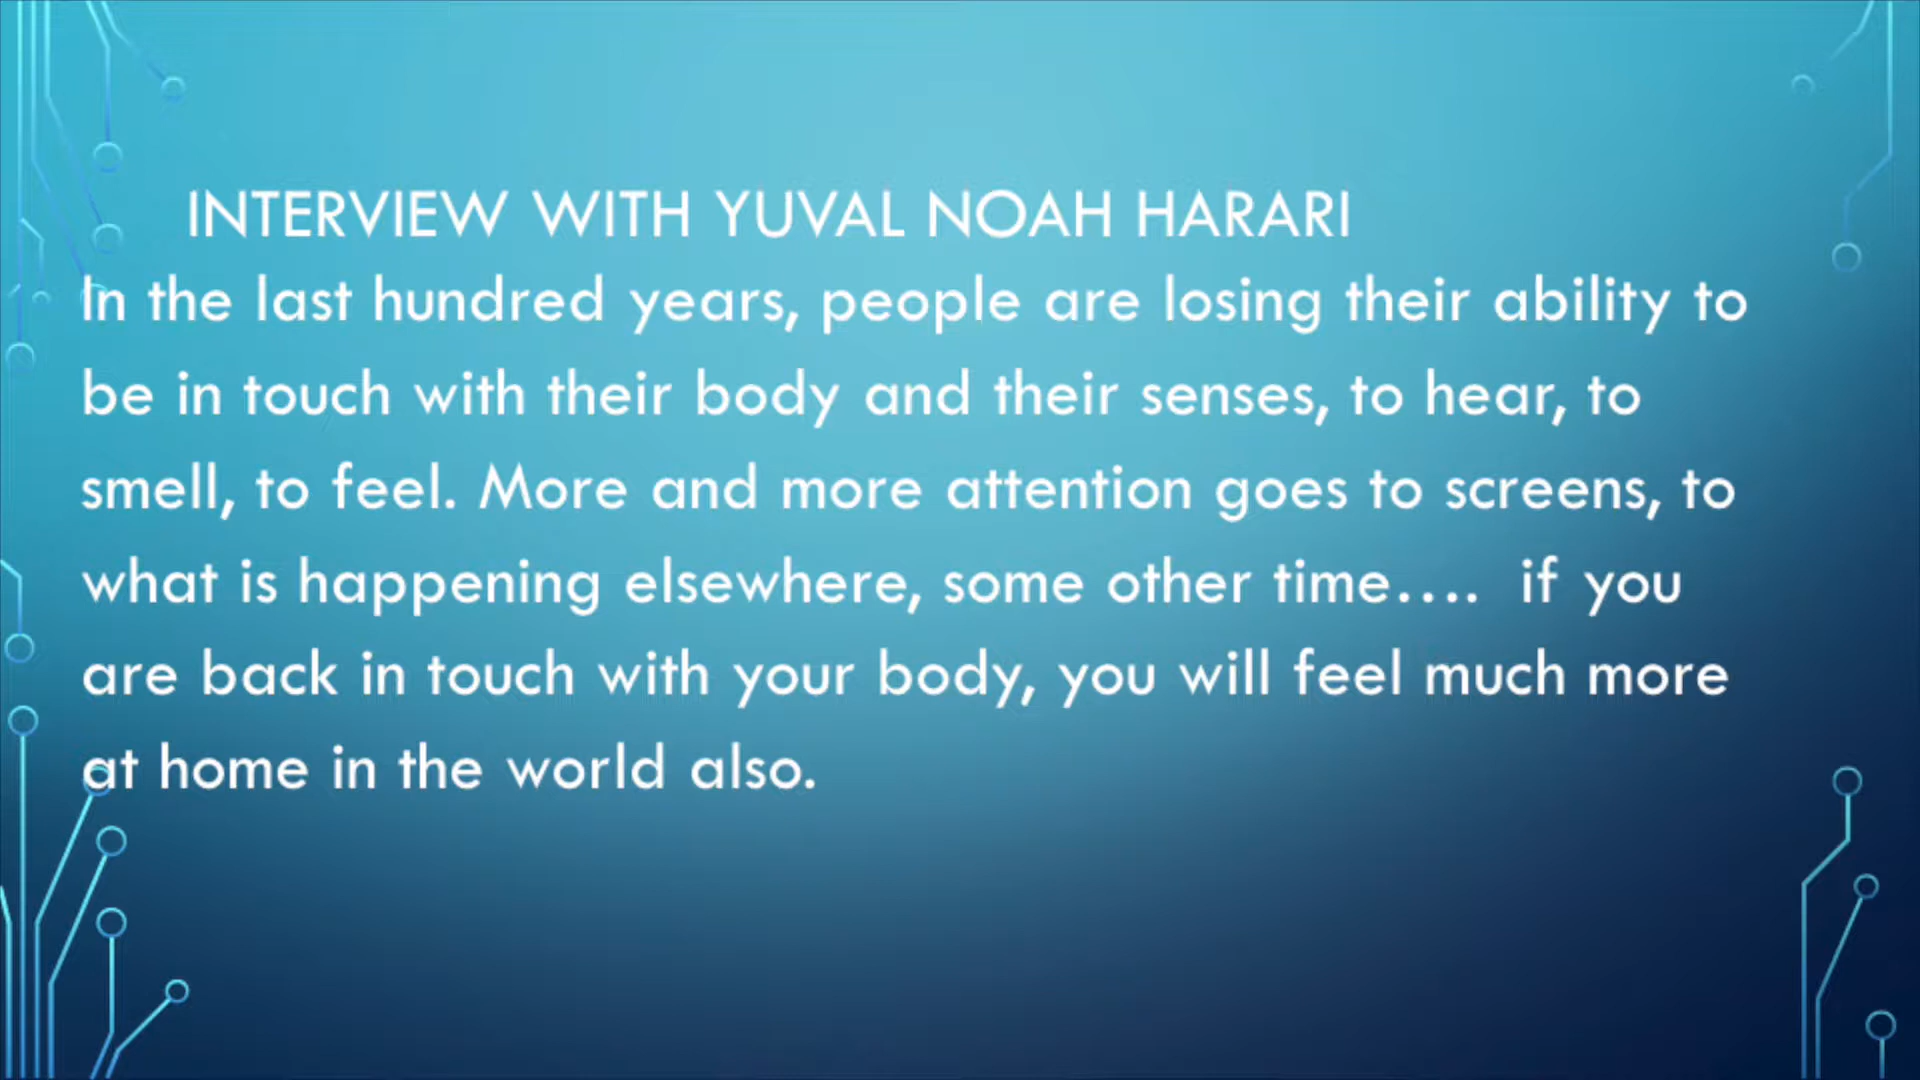 INTERVIEW WITH YUVAL NOAH HARARI
In the last hundred years, people are losing their ability to
be in touch with their body and their senses, to hear, to
smell, to feel. More and more attention goes to screens, to
what is happening elsewhere, some other time.... if you
are back in touch with your body, you will feel much more
at home in the world also.